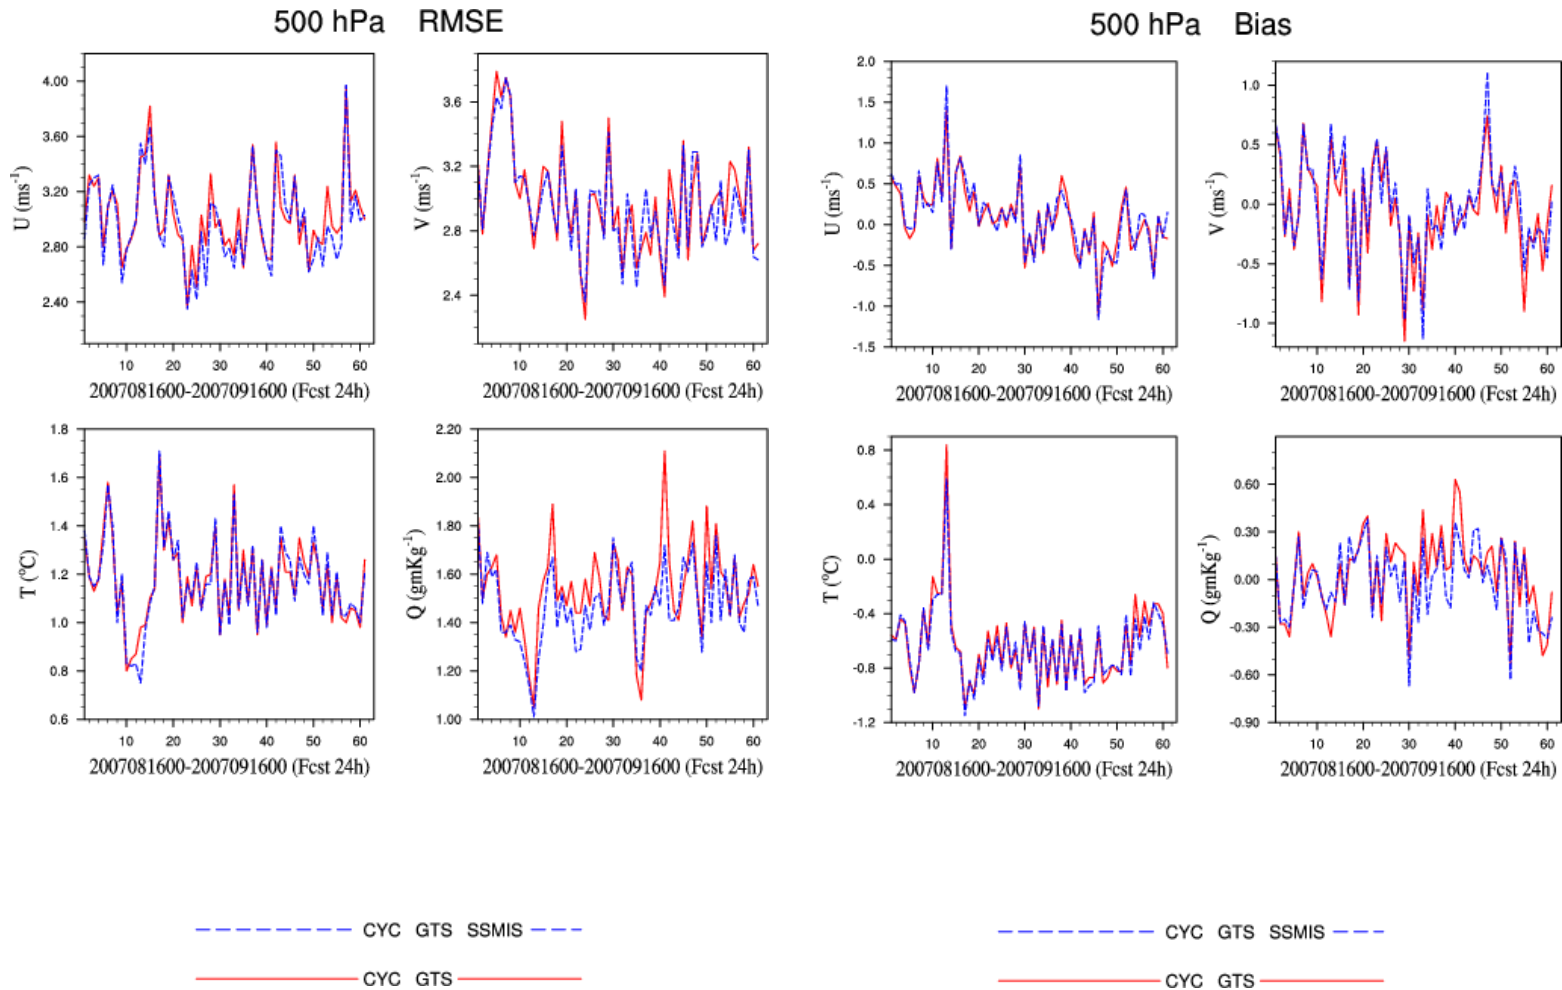 500 hPa RMSE
U (ms-1)
4.00
3.60
3.20
2.80
2.40
10 20 30 40 50 60
2007081600-2007091600 (Fcst 24h)
V (ms-1)
3.6
3.2
2.8
2.4
10 20 30 40 50 60
2007081600-2007091600 (Fcst 24h)
T (oC)
1.8
1.6
1.4
1.2
1.0
0.8
0.6
10 20 30 40 50 60
2007081600-2007091600 (Fcst 24h)
Q (gmKg-1)
2.20
2.00
1.80
1.60
1.40
1.20
1.00
10 20 30 40 50 60
2007081600-2007091600 (Fcst 24h)
CYC GTS SSMIS
CYC GTS
500 hPa Bias
U (ms-1)
2.0
1.5
1.0
0.5
0.0
-0.5
-1.0
-1.5
10 20 30 40 50 60
2007081600-2007091600 (Fcst 24h)
V (ms-1)
1.0
0.5
0.0
-0.5
-1.0
10 20 30 40 50 60
2007081600-2007091600 (Fcst 24h)
T (oC)
0.8
0.4
0.0
-0.4
-0.8
-1.2
10 20 30 40 50 60
2007081600-2007091600 (Fcst 24h)
Q (gmKg-1)
0.60
0.30
0.00
-0.30
-0.60
-0.90
10 20 30 40 50 60
2007081600-2007091600 (Fcst 24h)
CYC GTS SSMIS
CYC GTS